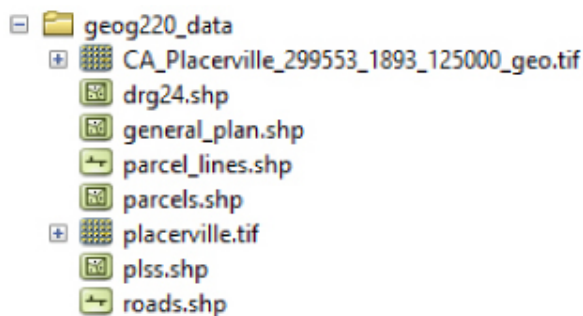 geog220_data
CA_Placerville_299553_1893_125000_geo.tif
drg24.shp
general_plan.shp
parcel_lines.shp
parcels.shp
placerville.tif
plss.shp
roads.shp